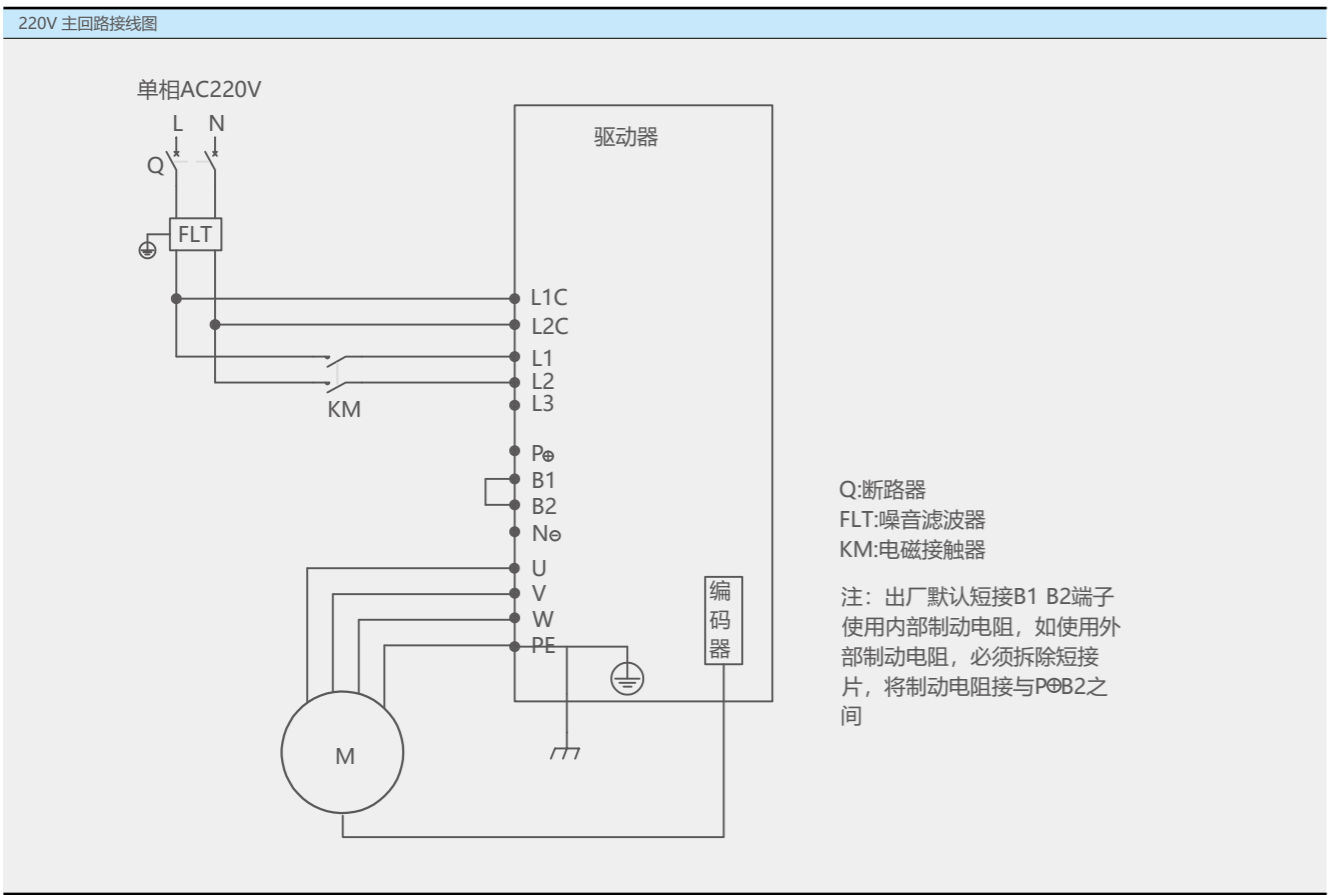 220V 主回路接线图
单相AC220V
L N
Q
驱动器
FLT
L1C
L2C
L1
L2
L3
KM
P⊕
B1
B2
N⊖
U
V
W
PE
编
码
器
M
Q:断路器
FLT:噪音滤波器
KM:电磁接触器
注：出厂默认短接B1 B2端子
使用内部制动电阻，如使用外
部制动电阻，必须拆除短接
片，将制动电阻接与P⊕B2之
间